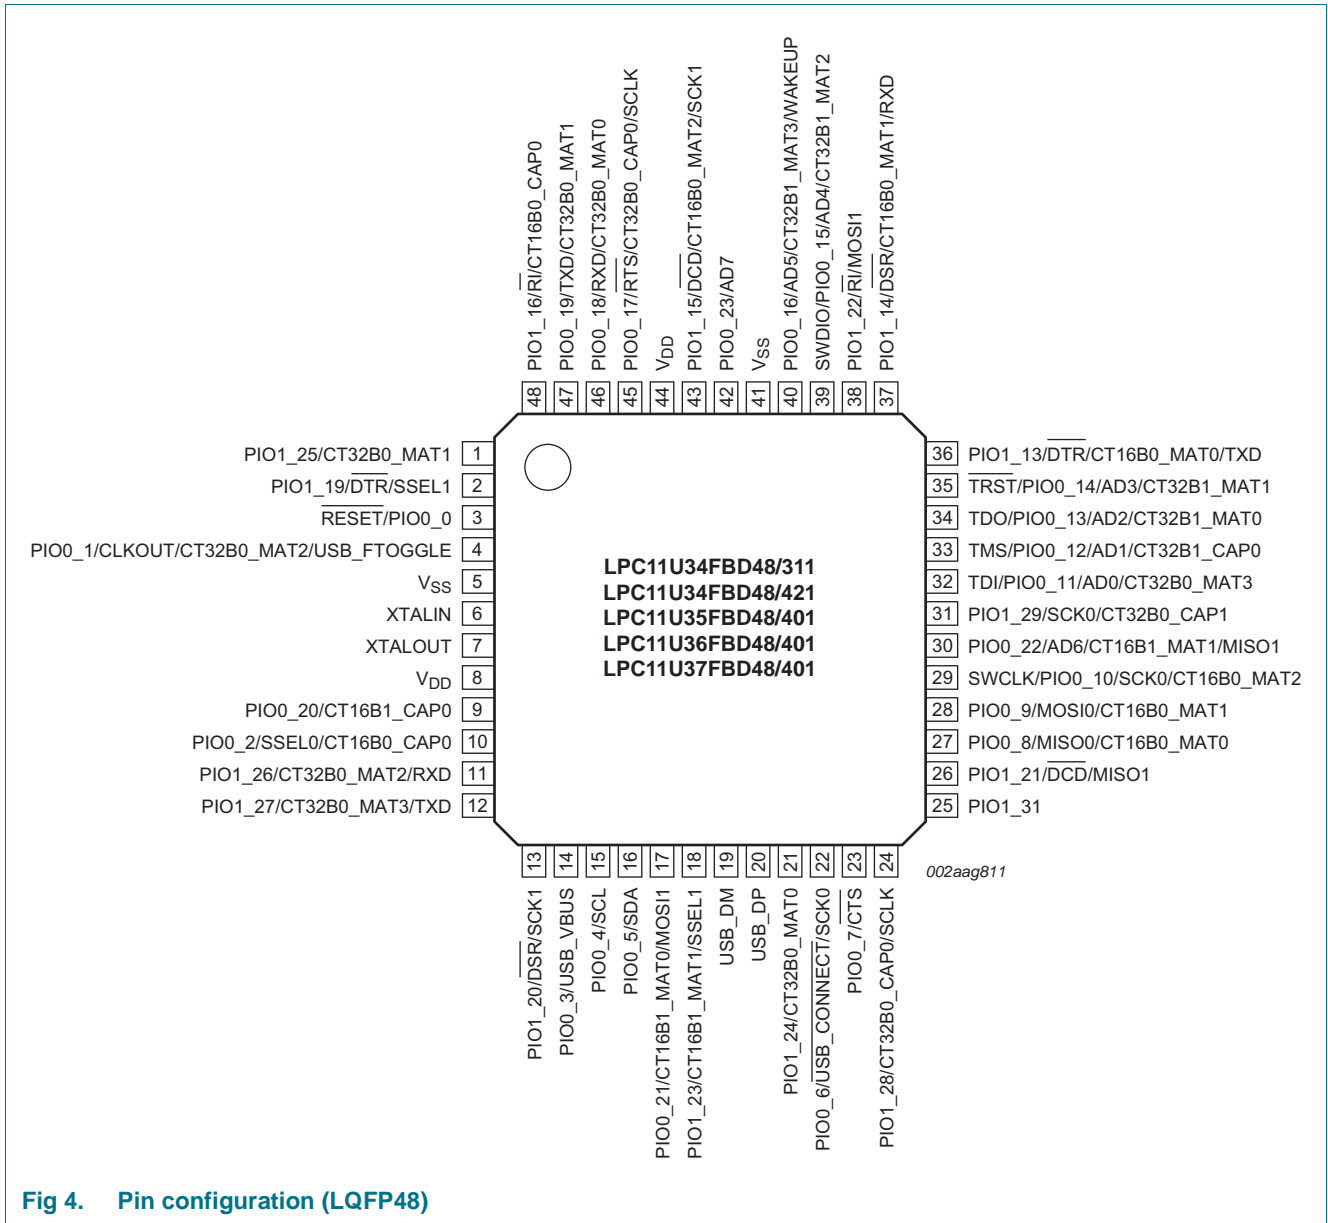 48 PIO1_16/RI/CT16B0_CAP0
47 PIO0_19/TXD/CT32B0_MAT1
46 PIO0_18/RXD/CT32B0_MAT0
45 PIO0_17/RTS/CT32B0_CAP0/SCLK
44 VDD
43 PIO1_15/DCD/CT16B0_MAT2/SCK1
42 PIO0_23/AD7
41 VSS
40 PIO0_16/AD5/CT32B1_MAT3/WAKEUP
39 SWDIO/PIO0_15/AD4/CT32B1_MAT2
38 PIO1_22/RI/MOSI1
37 PIO1_14/DSR/CT16B0_MAT1/RXD
PIO1_25/CT32B0_MAT1 1
PIO1_19/DTR/SSEL1 2
RESET/PIO0_0 3
PIO0_1/CLKOUT/CT32B0_MAT2/USB_FTOGGLE 4
VSS 5
XTALIN 6
XTALOUT 7
VDD 8
PIO0_20/CT16B1_CAP0 9
PIO0_2/SSEL0/CT16B0_CAP0 10
PIO1_26/CT32B0_MAT2/RXD 11
PIO1_27/CT32B0_MAT3/TXD 12
LPC11U34FBD48/311
LPC11U34FBD48/421
LPC11U35FBD48/401
LPC11U36FBD48/401
LPC11U37FBD48/401
36 PIO1_13/DTR/CT16B0_MAT0/TXD
35 TRST/PIO0_14/AD3/CT32B1_MAT1
34 TDO/PIO0_13/AD2/CT32B1_MAT0
33 TMS/PIO0_12/AD1/CT32B1_CAP0
32 TDI/PIO0_11/AD0/CT32B0_MAT3
31 PIO1_29/SCK0/CT32B0_CAP1
30 PIO0_22/AD6/CT16B1_MAT1/MISO1
29 SWCLK/PIO0_10/SCK0/CT16B0_MAT2
28 PIO0_9/MOSI0/CT16B0_MAT1
27 PIO0_8/MISO0/CT16B0_MAT0
26 PIO1_21/DCD/MISO1
25 PIO1_31
PIO1_20/DSR/SCK1 13
PIO0_3/USB_VBUS 14
PIO0_4/SCL 15
PIO0_5/SDA 16
PIO0_21/CT16B1_MAT0/MOSI1 17
PIO1_23/CT16B1_MAT1/SSEL1 18
USB_DM 19
USB_DP 20
PIO1_24/CT32B0_MAT0 21
PIO0_6/USB_CONNECT/SCK0 22
PIO0_7/CTS 23
PIO1_28/CT32B0_CAP0/SCLK 24
002aag811
Fig 4. Pin configuration (LQFP48)